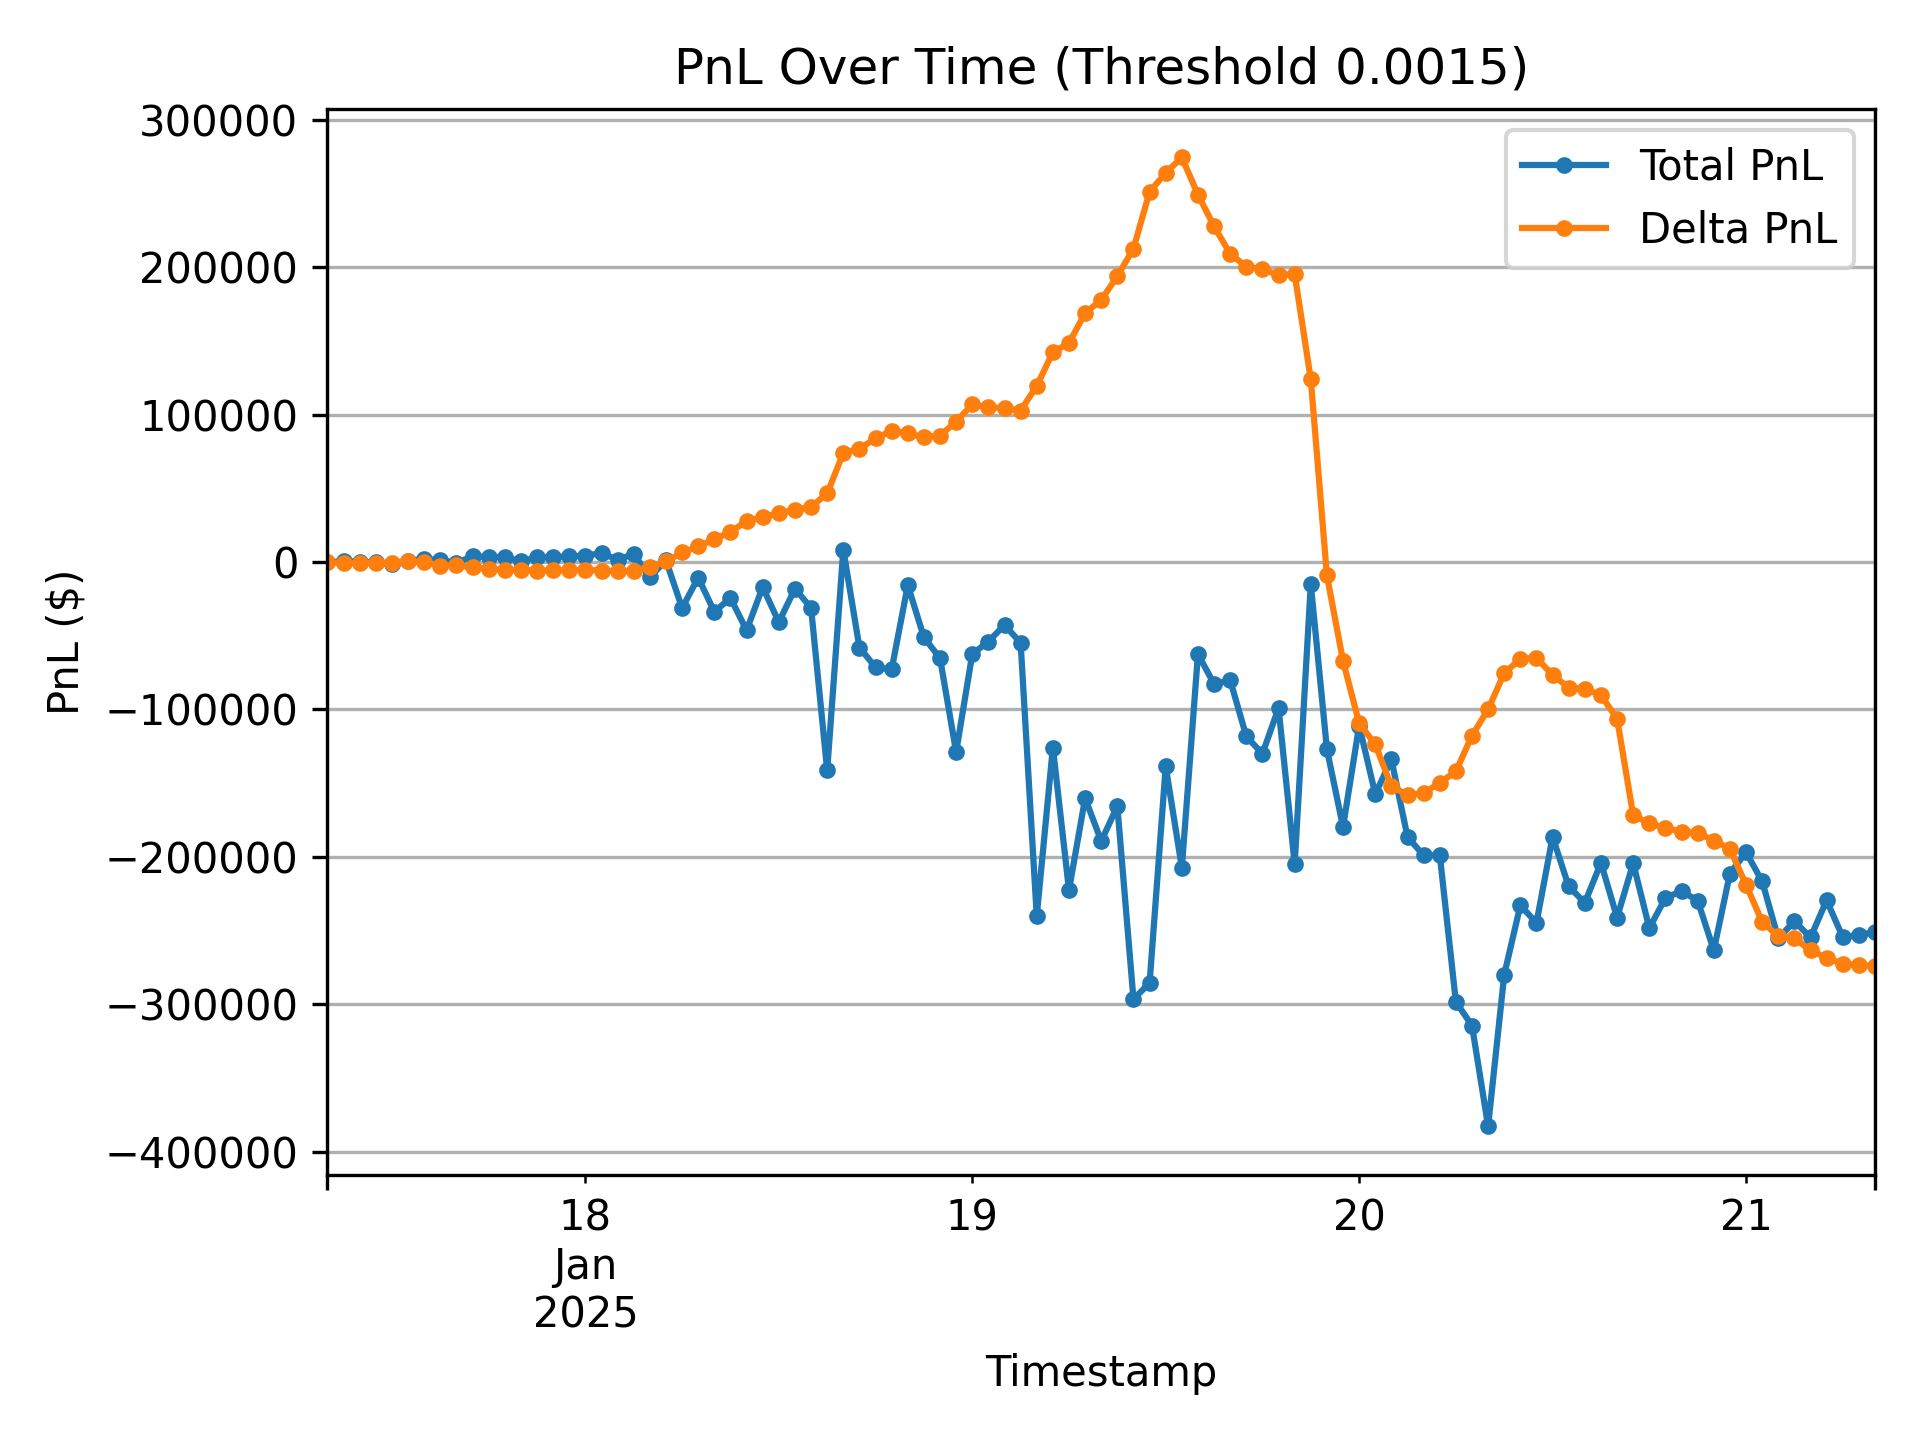 PnL Over Time (Threshold 0.0015)
Total PnL
Delta PnL
PnL ($)
300000
200000
100000
0
−100000
−200000
−300000
−400000
18
19
20
21
Jan
2025
Timestamp